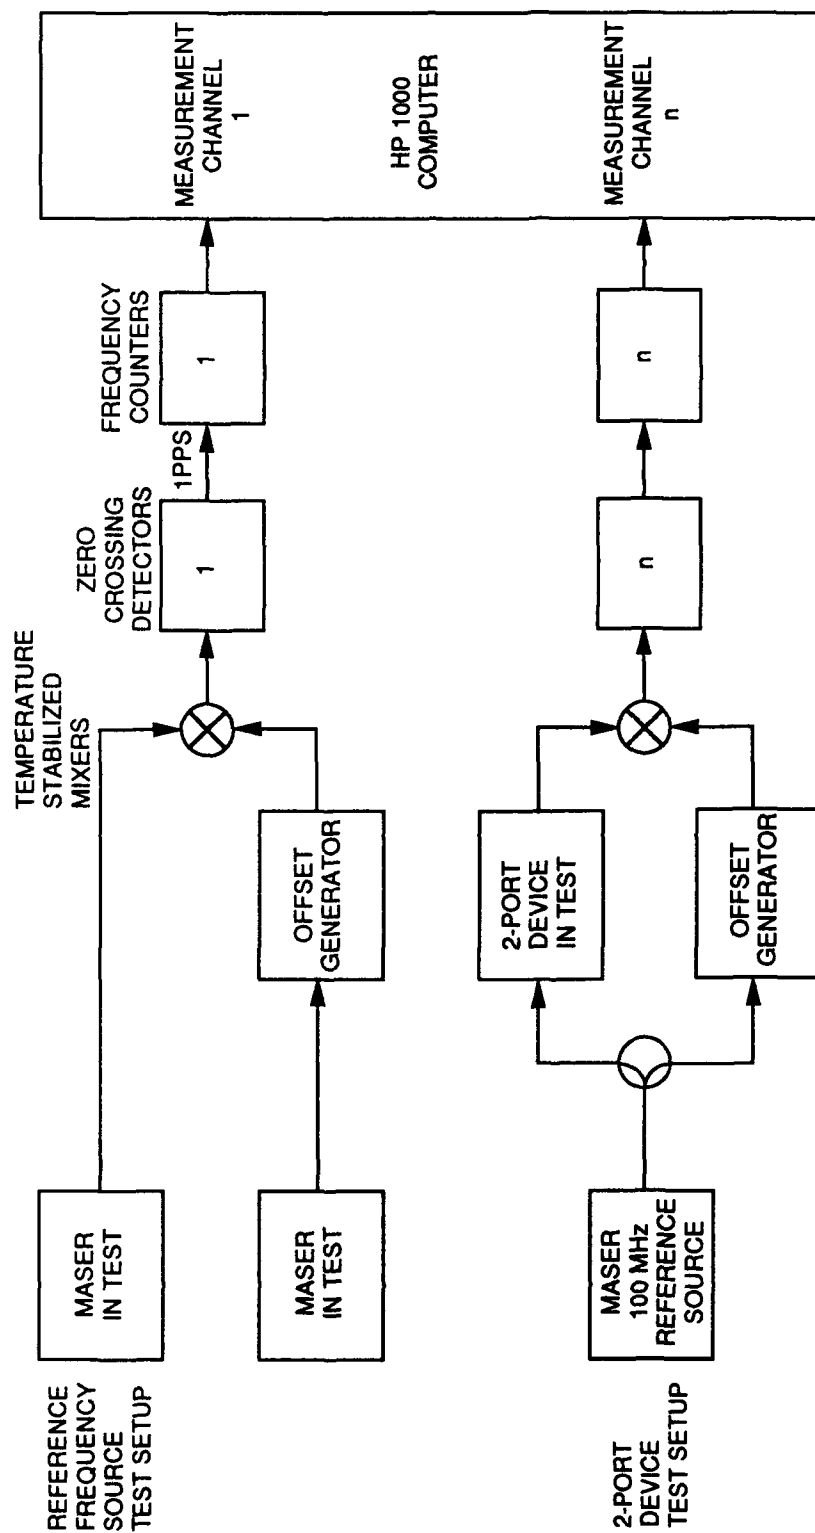 REFERENCE
FREQUENCY
SOURCE
TEST SETUP
MASER
IN TEST
MASER
IN TEST
OFFSET
GENERATOR
TEMPERATURE
STABILIZED
MIXERS
ZERO
CROSSING
DETECTORS
1
1PPS
FREQUENCY
COUNTERS
1
MEASUREMENT
CHANNEL
1
HP 1000
COMPUTER
MEASUREMENT
CHANNEL
n
2-PORT
DEVICE
TEST SETUP
MASER
100 MHz
REFERENCE
SOURCE
2-PORT
DEVICE
IN TEST
OFFSET
GENERATOR
n
n